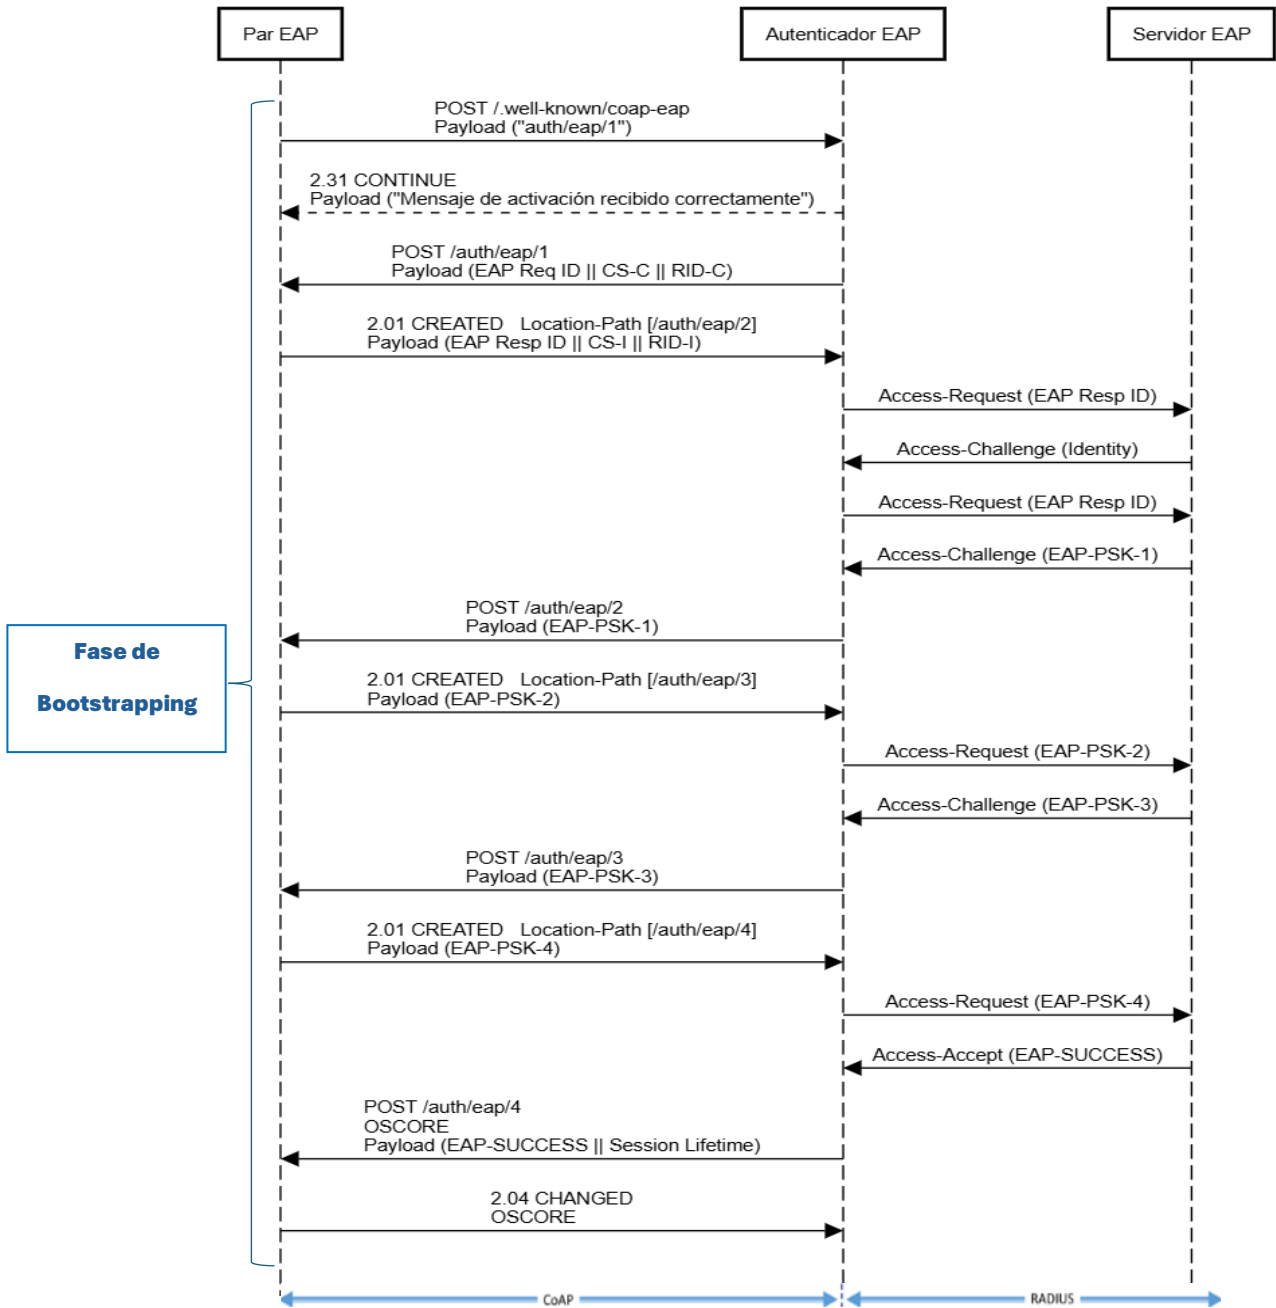 Par EAP
Autenticador EAP
Servidor EAP
POST /.well-known/coap-eap
Payload ("auth/eap/1")
2.31 CONTINUE
Payload ("Mensaje de activación recibido correctamente")
POST /auth/eap/1
Payload (EAP Req ID || CS-C || RID-C)
2.01 CREATED Location-Path [/auth/eap/2]
Payload (EAP Resp ID || CS-I || RID-I)
Access-Request (EAP Resp ID)
Access-Challenge (Identity)
Access-Request (EAP Resp ID)
Access-Challenge (EAP-PSK-1)
POST /auth/eap/2
Payload (EAP-PSK-1)
Fase de
Bootstrapping
2.01 CREATED Location-Path [/auth/eap/3]
Payload (EAP-PSK-2)
Access-Request (EAP-PSK-2)
Access-Challenge (EAP-PSK-3)
POST /auth/eap/3
Payload (EAP-PSK-3)
2.01 CREATED Location-Path [/auth/eap/4]
Payload (EAP-PSK-4)
Access-Request (EAP-PSK-4)
Access-Accept (EAP-SUCCESS)
POST /auth/eap/4
OSCORE
Payload (EAP-SUCCESS || Session Lifetime)
2.04 CHANGED
OSCORE
CoAP
RADIUS